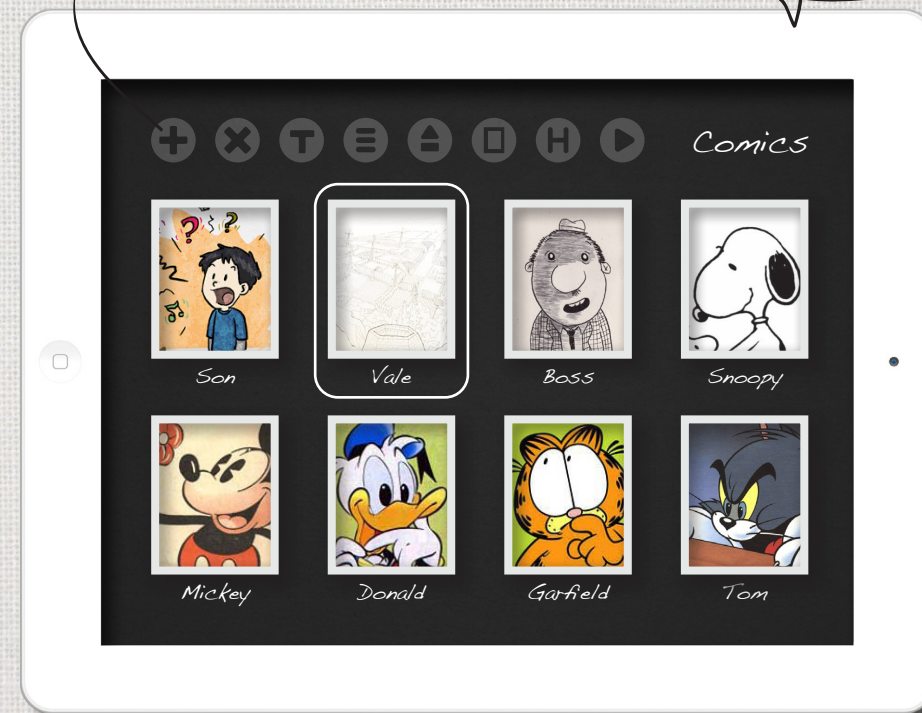 Comics
Son
Vale
Boss
Snoopy
Mickey
Donald
Garfield
Tom